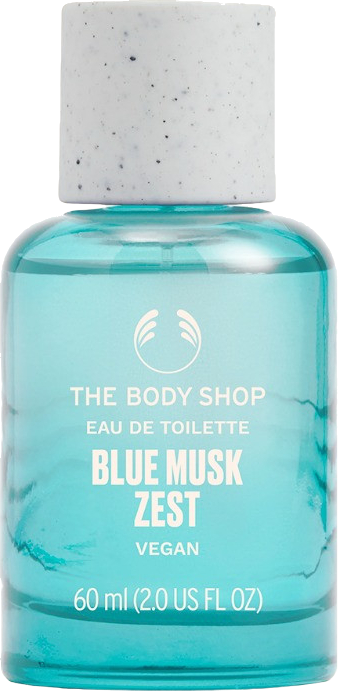 THE BODY SHOP
EAU DE TOILETTE
BLUE MUSK
ZEST
VEGAN
60 ml (2.0 US FL OZ)